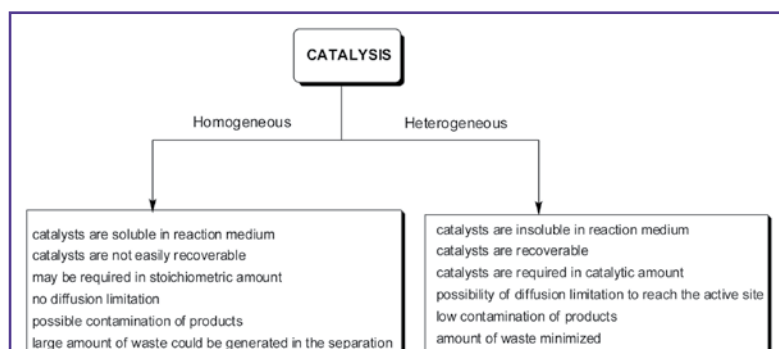 CATALYSIS
Homogeneous
Heterogeneous
catalysts are soluble in reaction medium
catalysts are not easily recoverable
may be required in stoichiometric amount
no diffusion limitation
possible contamination of products
large amount of waste could be generated in the separation
catalysts are insoluble in reaction medium
catalysts are recoverable
catalysts are required in catalytic amount
possibility of diffusion limitation to reach the active site
low contamination of products
amount of waste minimized